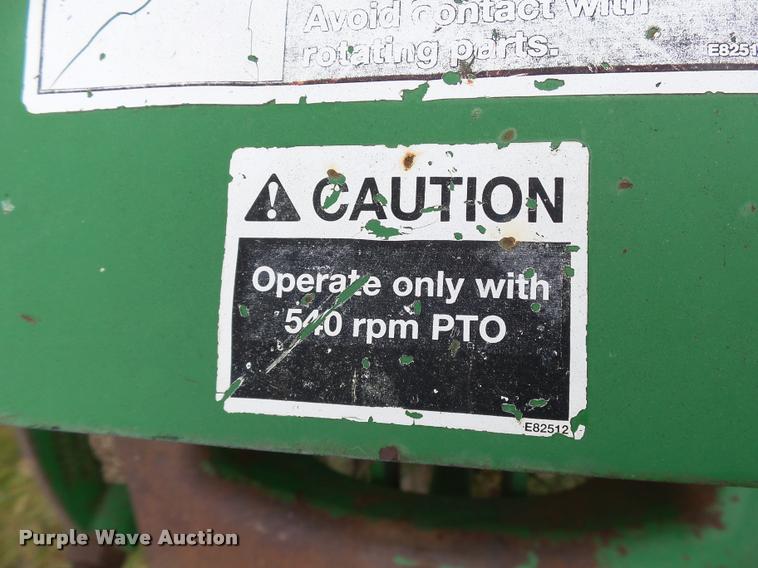 Avoid contact with
rotating parts.
E8251
CAUTION
Operate only with
540 rpm PTO
E82512
Purple Wave Auction